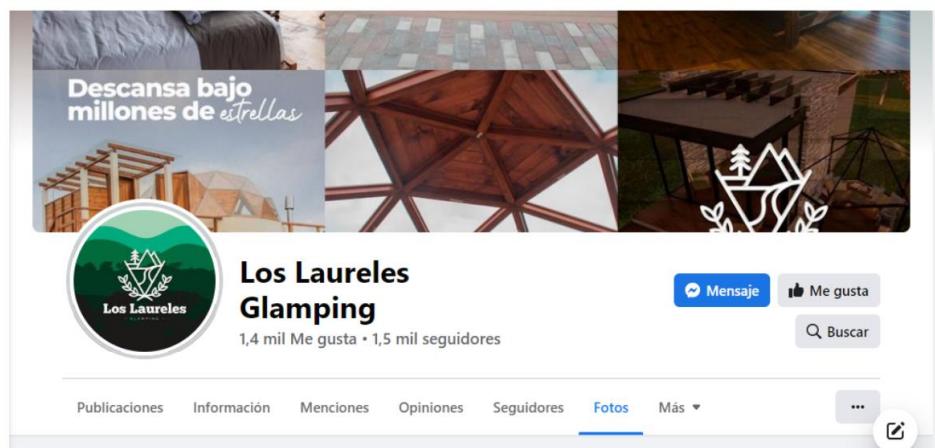 Descansa bajo
millones de estrellas
Los Laureles
GLAMPING
Los Laureles
Glamping
1,4 mil Me gusta • 1,5 mil seguidores
Mensaje
Me gusta
Buscar
Publicaciones Información Menciones Opiniones Seguidores Fotos Más